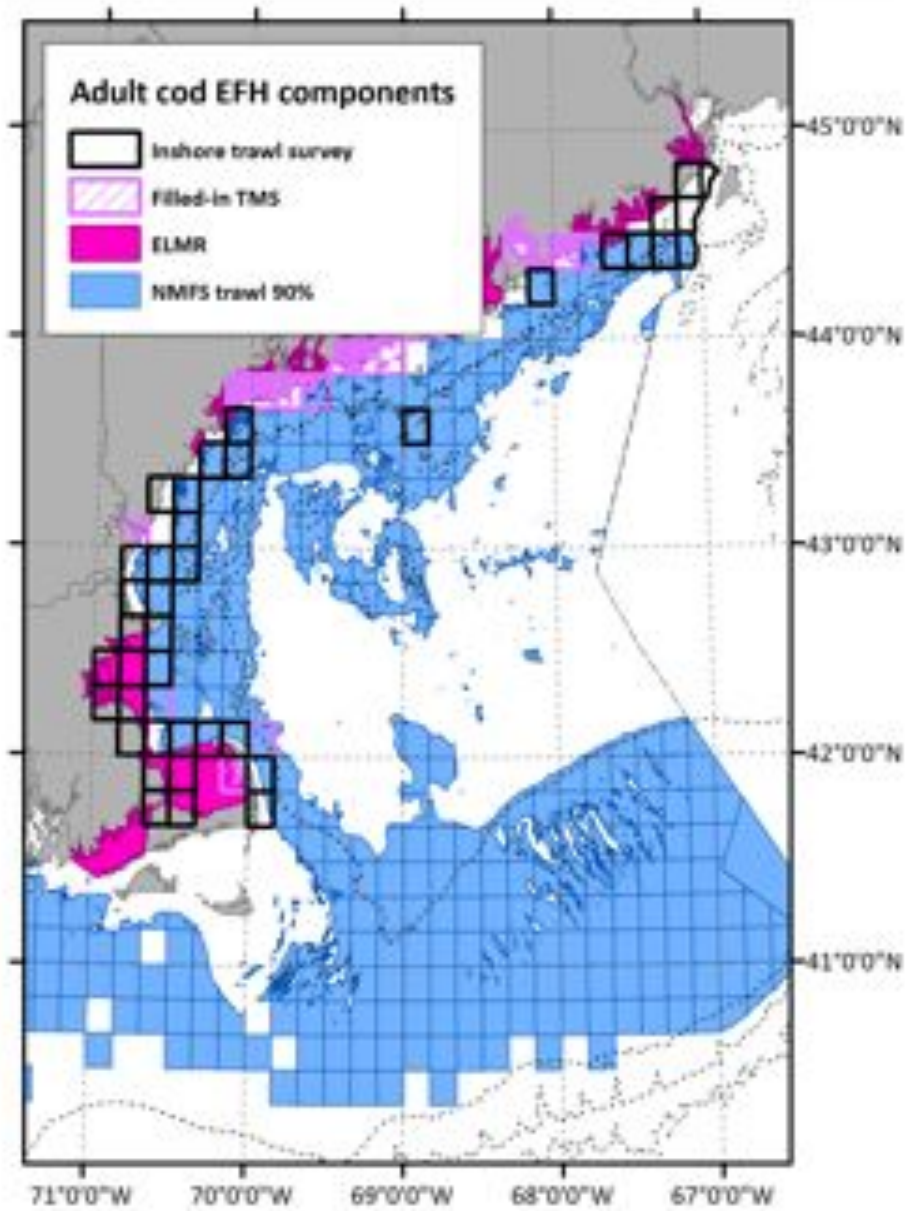 Adult cod EFH components
Inshore trawl survey
Filled-in TMS
ELMR
NMFS trawl 90%
45°0'0"N
44°0'0"N
43°0'0"N
42°0'0"N
41°0'0"N
71°0'0"W 70°0'0"W 69°0'0"W 68°0'0"W 67°0'0"W